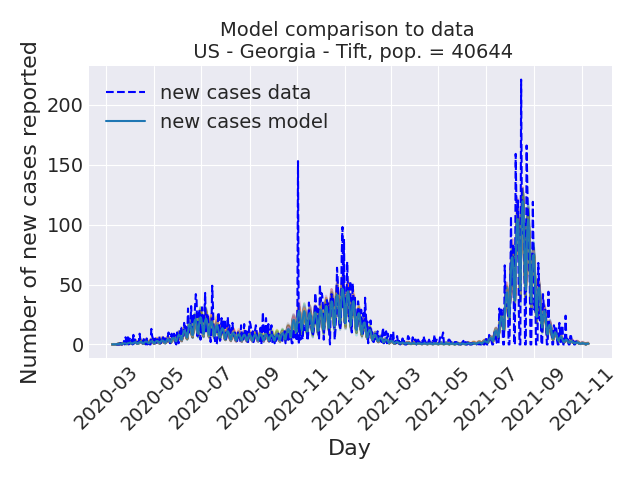 Model comparison to data
US - Georgia - Tift, pop. = 40644
Number of new cases reported
200
150
100
50
0
new cases data
new cases model
2020-03
2020-05
2020-07
2020-09
2020-11
2021-01
2021-03
2021-05
2021-07
2021-09
2021-11
Day